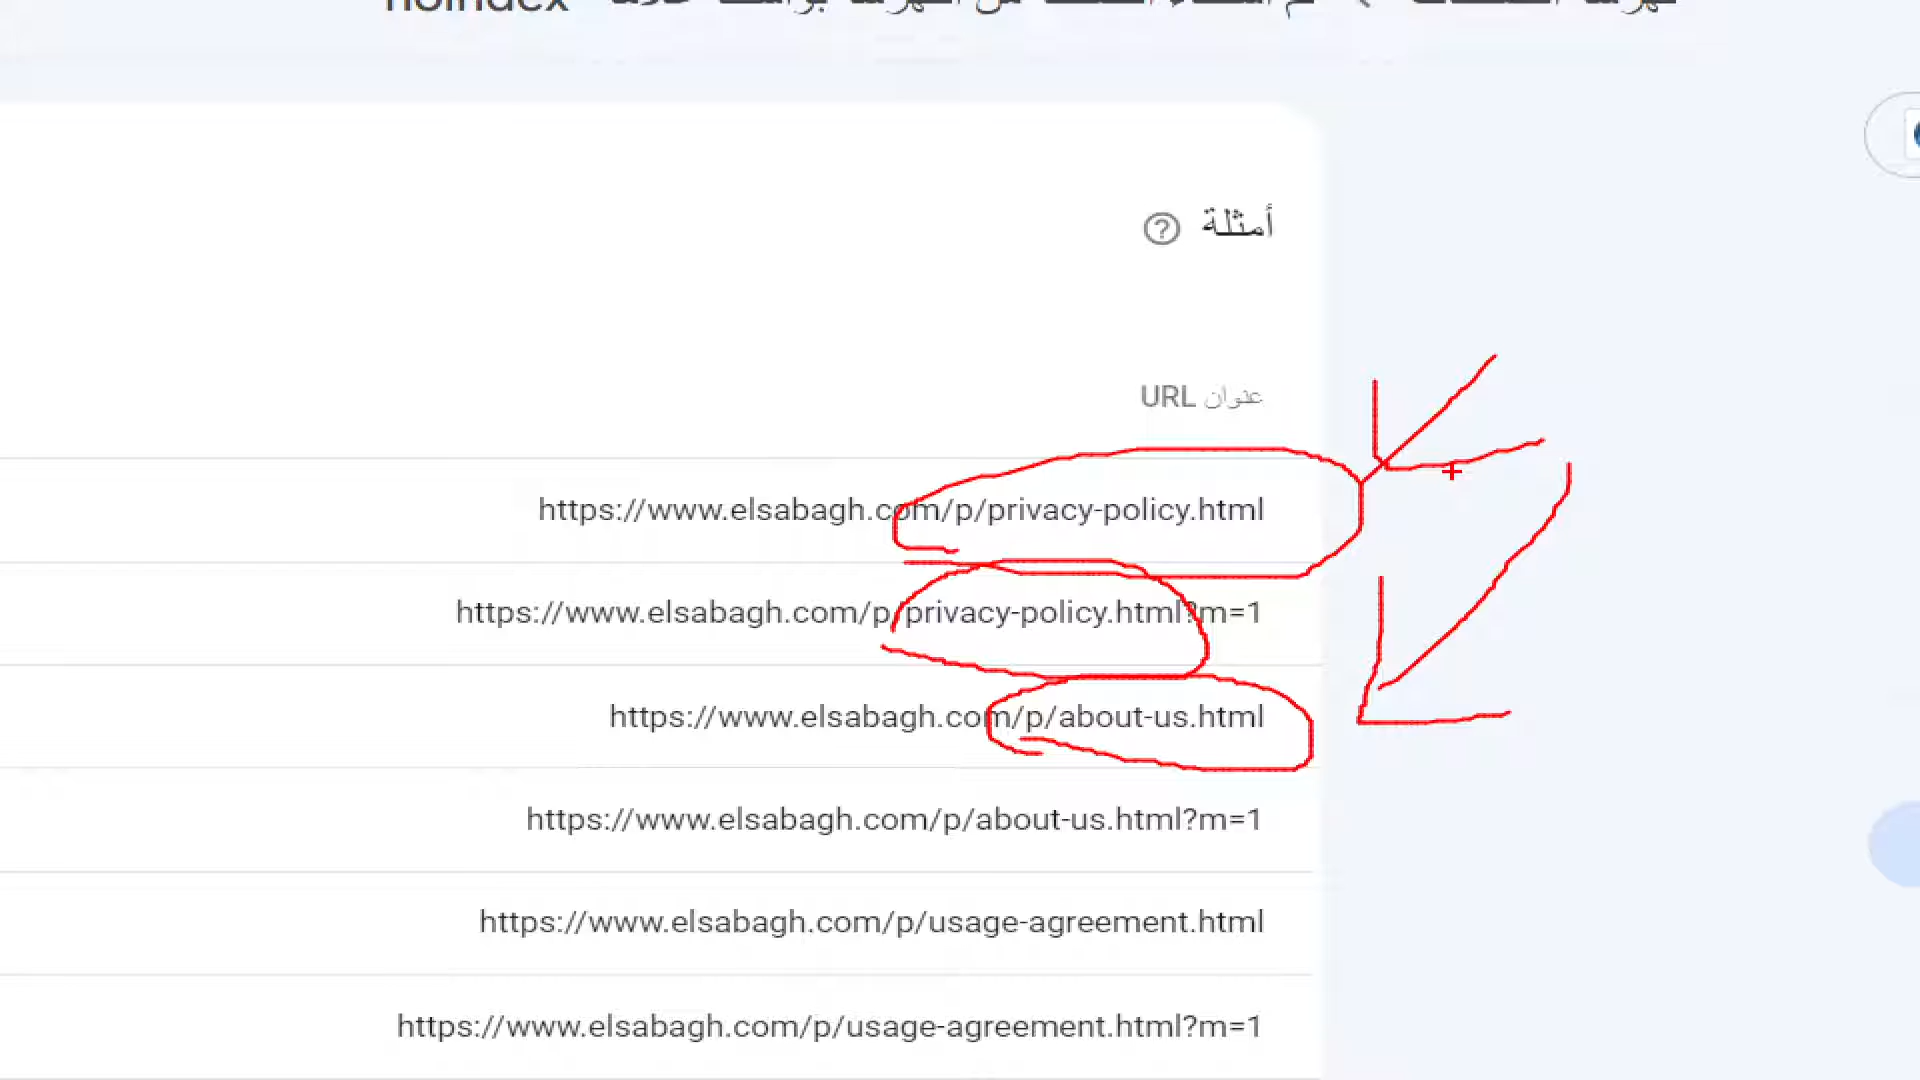 noindex
أمثلة
عنوان URL
https://www.elsabagh.com/p/privacy-policy.html
https://www.elsabagh.com/p/privacy-policy.html?m=1
https://www.elsabagh.com/p/about-us.html
https://www.elsabagh.com/p/about-us.html?m=1
https://www.elsabagh.com/p/usage-agreement.html
https://www.elsabagh.com/p/usage-agreement.html?m=1